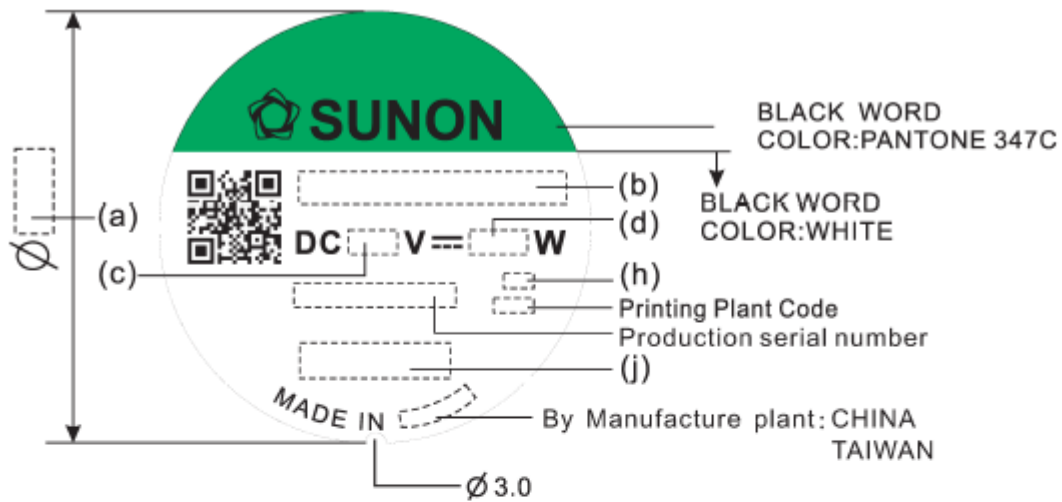 SUNON
BLACK WORD
COLOR:PANTONE 347C
(b)
BLACK WORD
COLOR:WHITE
(a)
Ø
(d)
DC V⎓ W
(c)
(h)
Printing Plant Code
Production serial number
(j)
MADE IN
By Manufacture plant: CHINA
TAIWAN
Ø 3.0